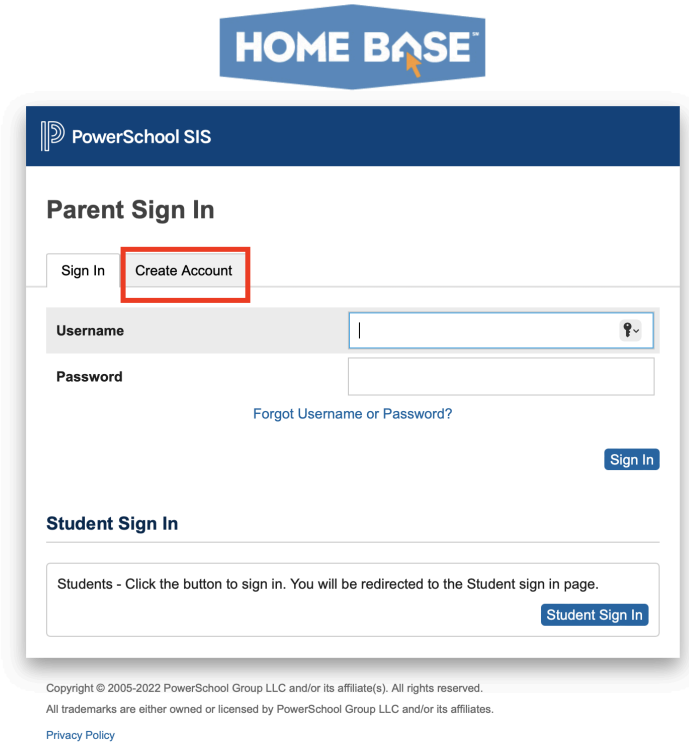 HOME BASE™
PowerSchool SIS
Parent Sign In
Sign In Create Account
Username
Password
Forgot Username or Password?
Sign In
Student Sign In
Students - Click the button to sign in. You will be redirected to the Student sign in page.
Student Sign In
Copyright © 2005-2022 PowerSchool Group LLC and/or its affiliate(s). All rights reserved.
All trademarks are either owned or licensed by PowerSchool Group LLC and/or its affiliates.
Privacy Policy